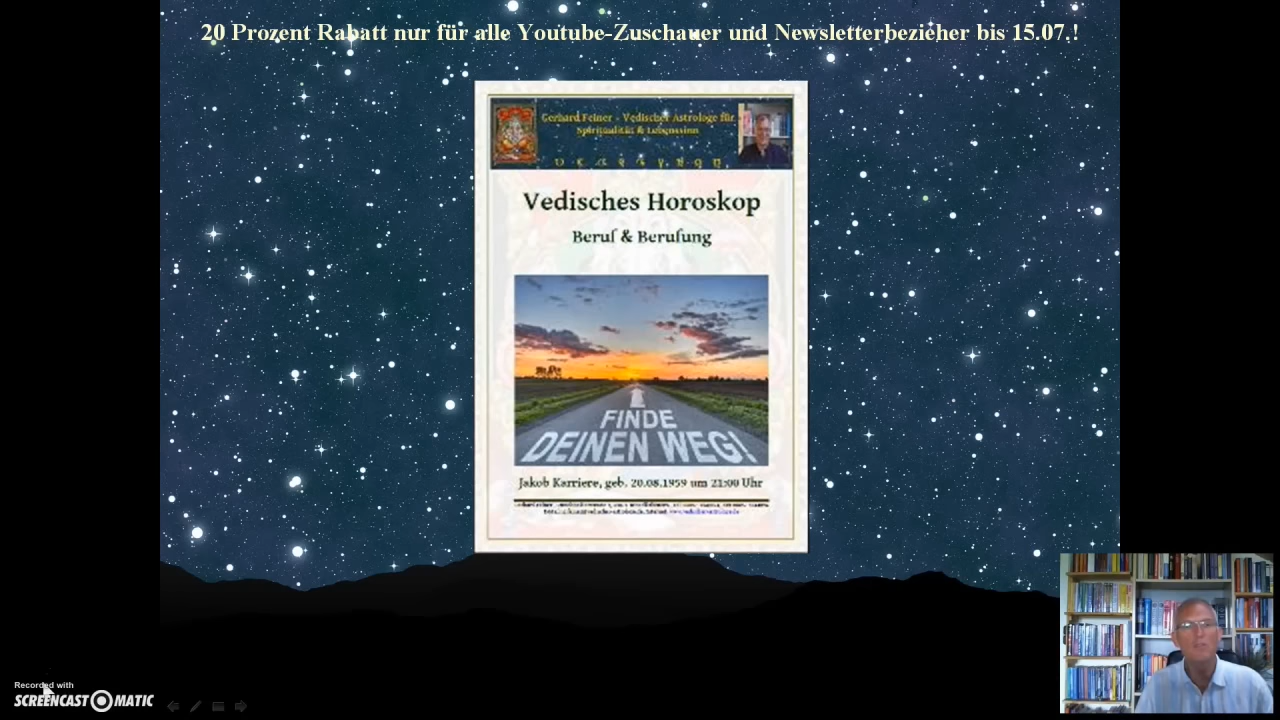 20 Prozent Rabatt nur für alle Youtube-Zuschauer und Newsletterbezieher bis 15.07.!
Gerhard Feiner - Vedischer Astrologe für
Spiritualität & Lebenssinn
Vedisches Horoskop
Beruf & Berufung
FINDE
DEINEN WEG!
Jakob Karriere, geb. 20.08.1959 um 21:00 Uhr
Recorded with
SCREENCAST MATIC